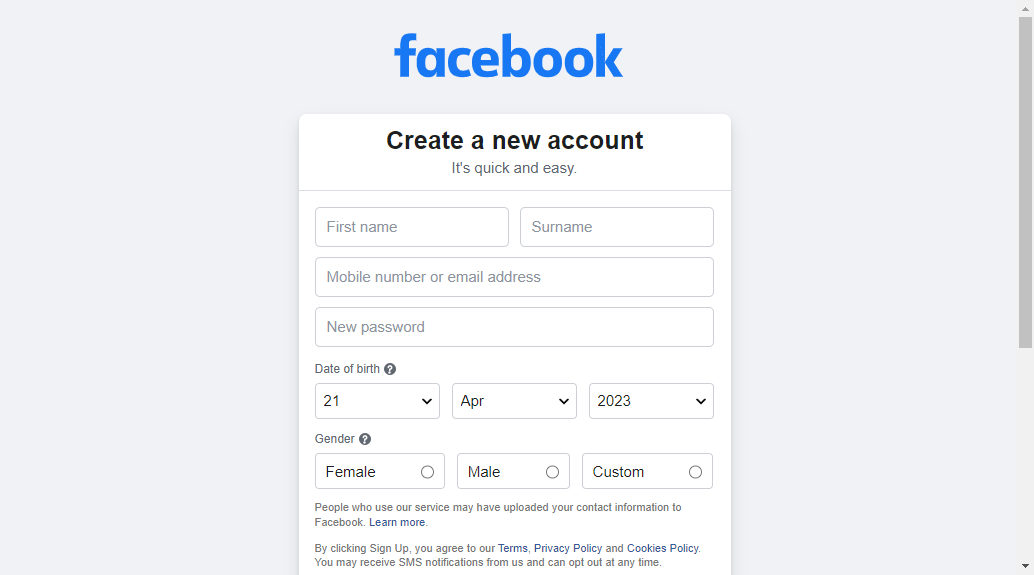 facebook
Create a new account
It's quick and easy.
First name Surname
Mobile number or email address
New password
Date of birth ?
21 Apr 2023
Gender ?
Female Male Custom
People who use our service may have uploaded your contact information to
Facebook. Learn more.
By clicking Sign Up, you agree to our Terms, Privacy Policy and Cookies Policy.
You may receive SMS notifications from us and can opt out at any time.